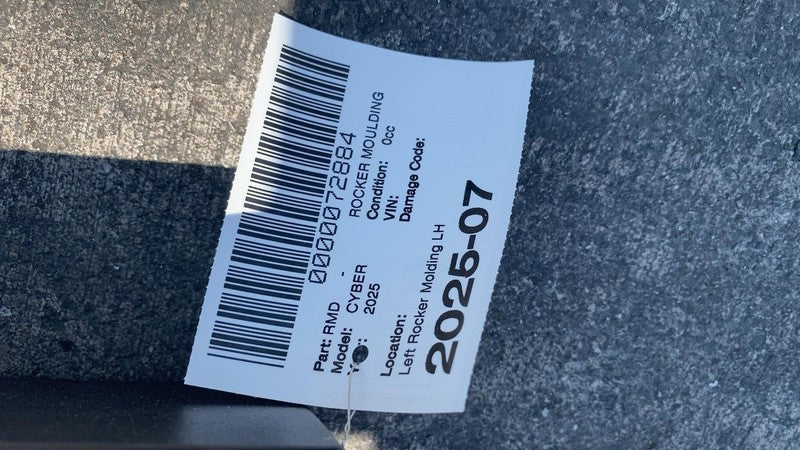 0000072884
Part: RMD - ROCKER MOULDING
Model: CYBER Condition: 0cc
2025 VIN:
Damage Code:
Location:
Left Rocker Molding LH
2025-07